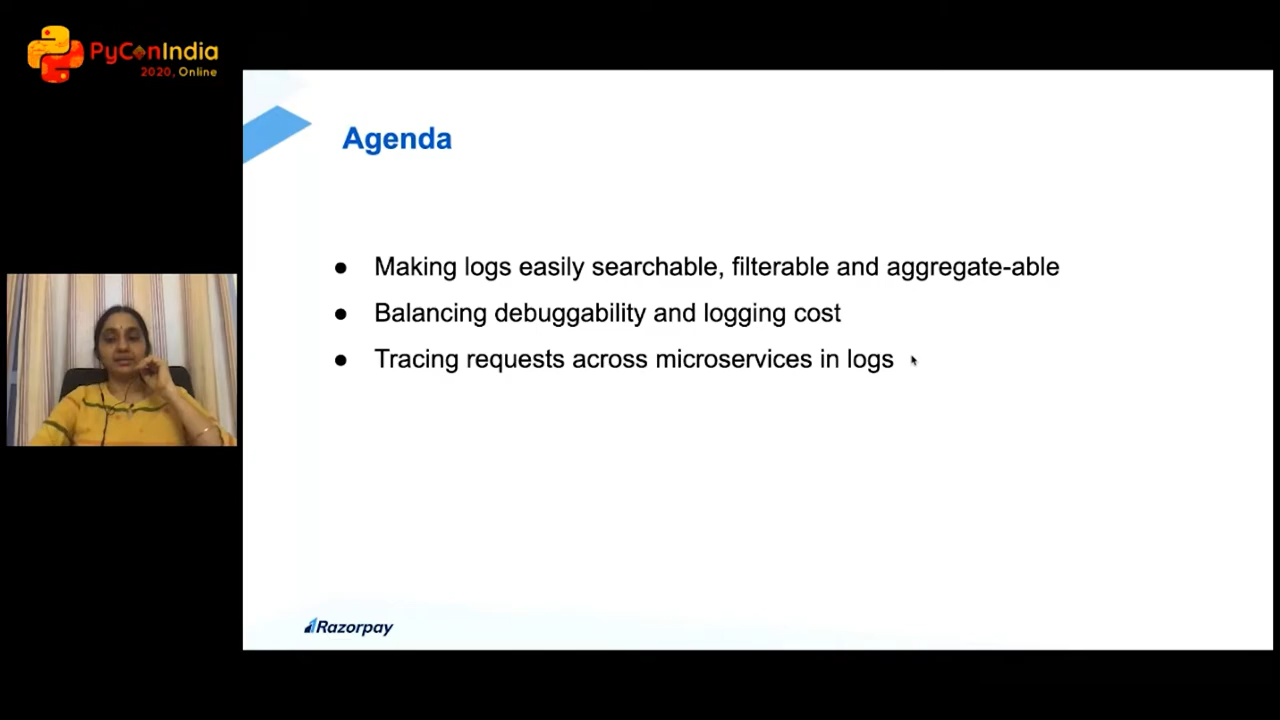 PyConIndia
2020, Online
Agenda
● Making logs easily searchable, filterable and aggregate-able
● Balancing debuggability and logging cost
● Tracing requests across microservices in logs
Razorpay